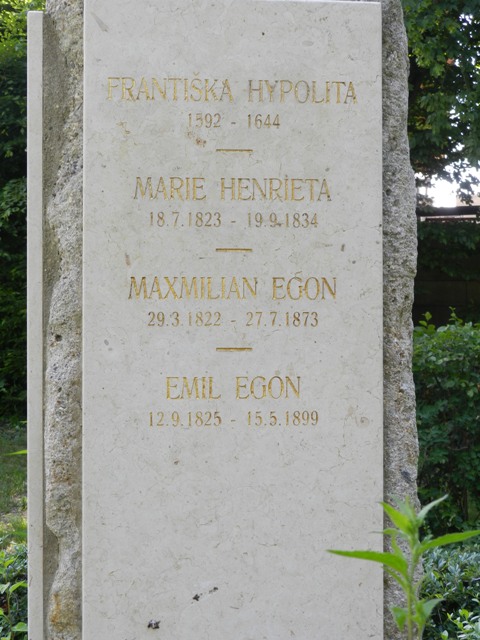 FRANTIŠKA HYPOLITA
1592 - 1644
MARIE HENRIETA
18.7.1823 - 19.9.1834
MAXMILIAN EGON
29.3.1822 - 27.7.1873
EMIL EGON
12.9.1825 - 15.5.1899